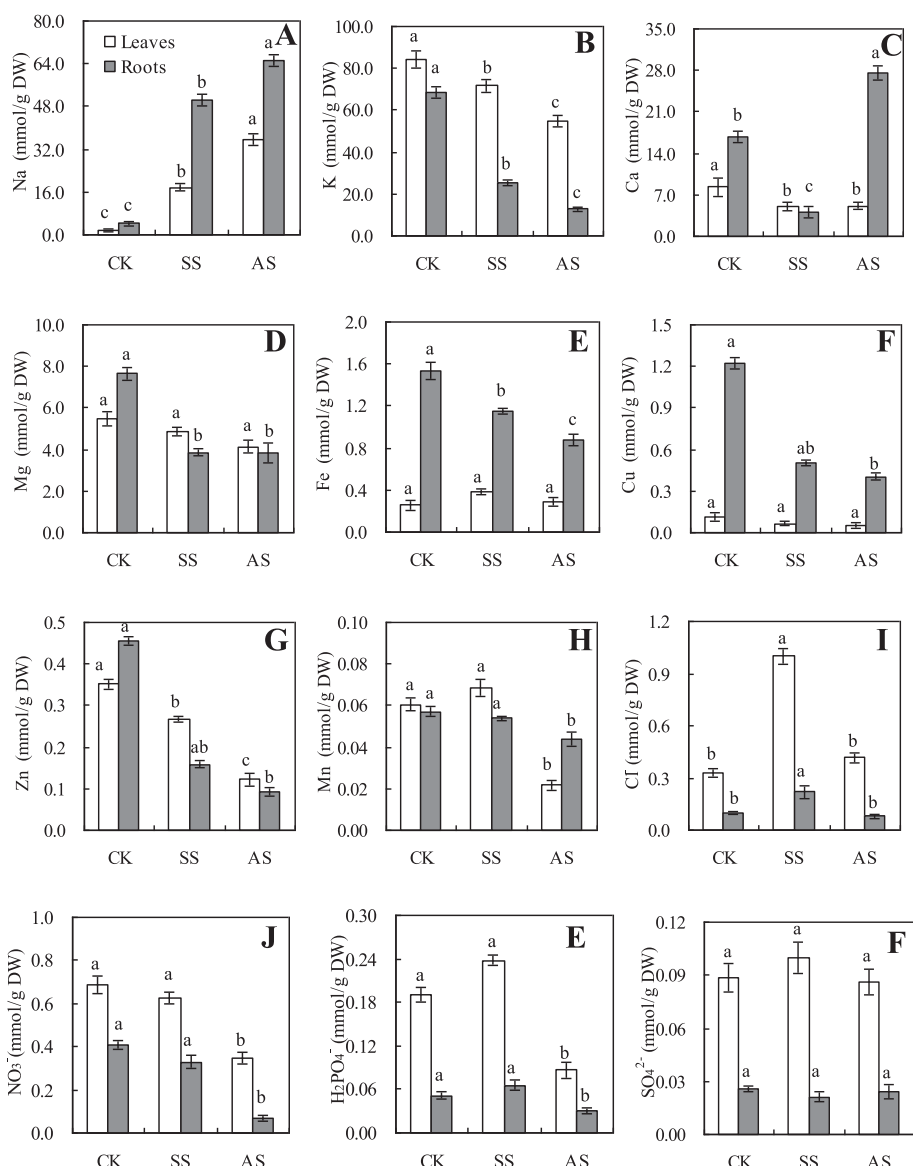 80.0 64.0 48.0 32.0 16.0 0.0
Na (mmol/g DW)
Leaves
Roots
A
c c b b a a
CK SS AS
100.0 80.0 60.0 40.0 20.0 0.0
K (mmol/g DW)
B
a a b b c c
CK SS AS
35.0 28.0 21.0 14.0 7.0 0.0
Ca (mmol/g DW)
C
a b b c b a
CK SS AS
10.0 8.0 6.0 4.0 2.0 0.0
Mg (mmol/g DW)
D
a a a b a b
CK SS AS
2.0 1.6 1.2 0.8 0.4 0.0
Fe (mmol/g DW)
E
a a a b a c
CK SS AS
1.5 1.2 0.9 0.6 0.3 0.0
Cu (mmol/g DW)
F
a a a ab a b
CK SS AS
0.5 0.4 0.3 0.2 0.1 0.0
Zn (mmol/g DW)
G
a a b ab c b
CK SS AS
0.10 0.08 0.06 0.04 0.02 0.00
Mn (mmol/g DW)
H
a a a a b b
CK SS AS
1.2 0.9 0.6 0.3 0.0
Cl⁻ (mmol/g DW)
I
b b a a b b
CK SS AS
1.0 0.8 0.6 0.4 0.2 0.0
NO₃⁻(mmol/g DW)
J
a a a a b b
CK SS AS
0.30 0.24 0.18 0.12 0.06 0.00
H₂PO₄⁻ (mmol/g DW)
E
a a a a b b
CK SS AS
0.12 0.09 0.06 0.03 0.00
SO₄²⁻ (mmol/g DW)
F
a a a a a a
CK SS AS